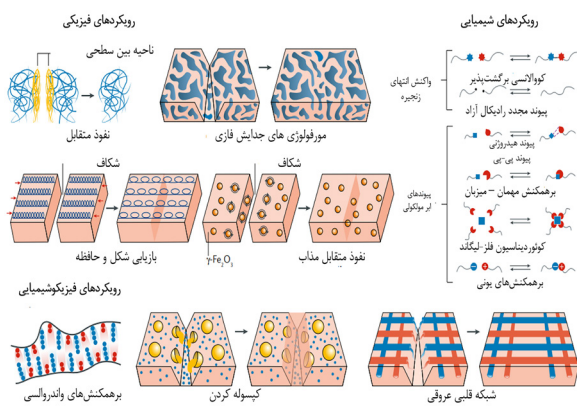 رویکردهای شیمیایی
واکنش انتهای
زنجیره
کووالانسی برگشت‌پذیر
پیوند مجدد رادیکال آزاد
پیوندهای
ابر مولکولی
پیوند هیدروژنی
پیوند پی-پی
برهمکنش مهمان – میزبان
کوئوردیناسیون فلز-لیگاند
برهمکنش‌های یونی
رویکردهای فیزیکی
ناحیه بین سطحی
نفوذ متقابل
مورفولوژی های جدایش فازی
شکاف
شکاف
بازیابی شکل و حافظه
γ-Fe₂O₃
نفوذ متقابل مذاب
رویکردهای فیزیکوشیمیایی
برهمکنش‌های واندروالسی
کپسوله کردن
شبکه قلبی عروقی